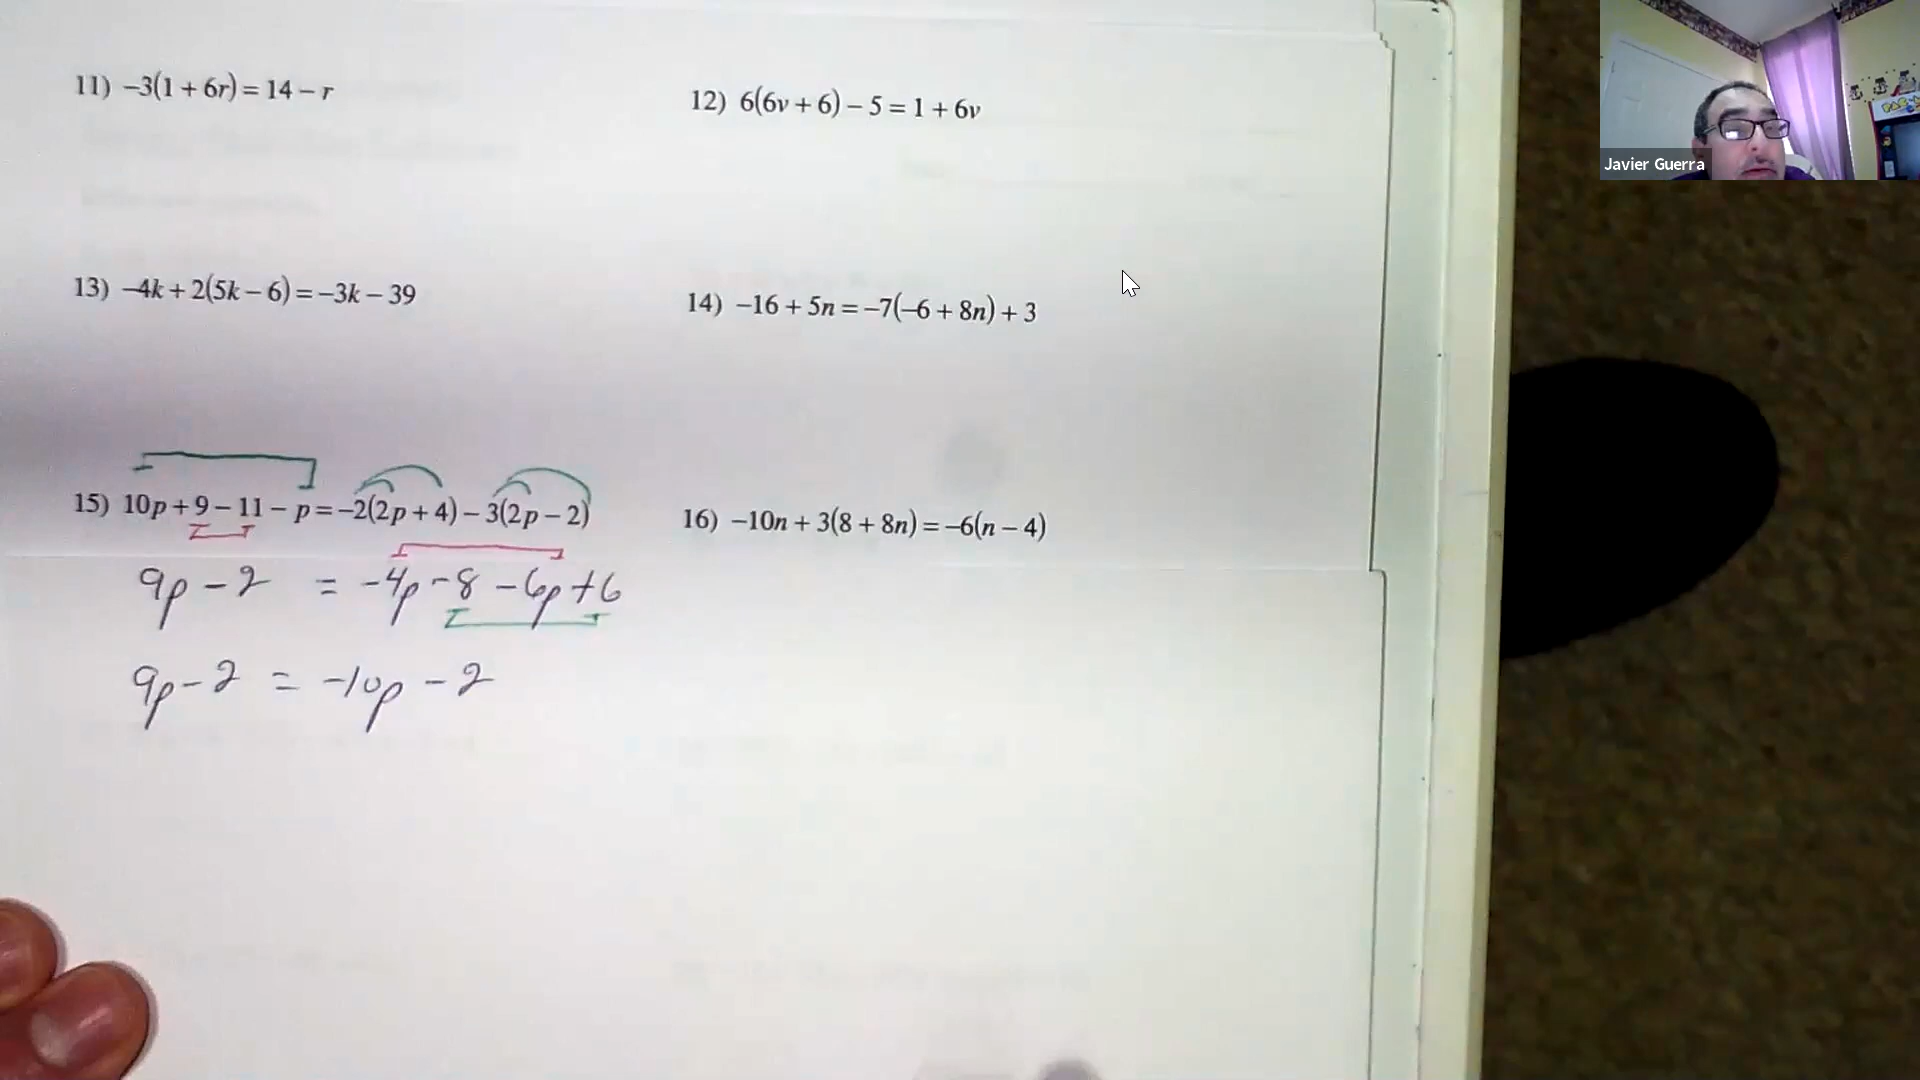 11) −3(1 + 6r) = 14 − r
12) 6(6v + 6) − 5 = 1 + 6v
Javier Guerra
13) −4k + 2(5k − 6) = −3k − 39
14) −16 + 5n = −7(−6 + 8n) + 3
15) 10p + 9 − 11 − p = −2(2p + 4) − 3(2p − 2)
16) −10n + 3(8 + 8n) = −6(n − 4)
9p − 2 = −4p − 8 − 6p + 6
9p − 2 = −10p − 2